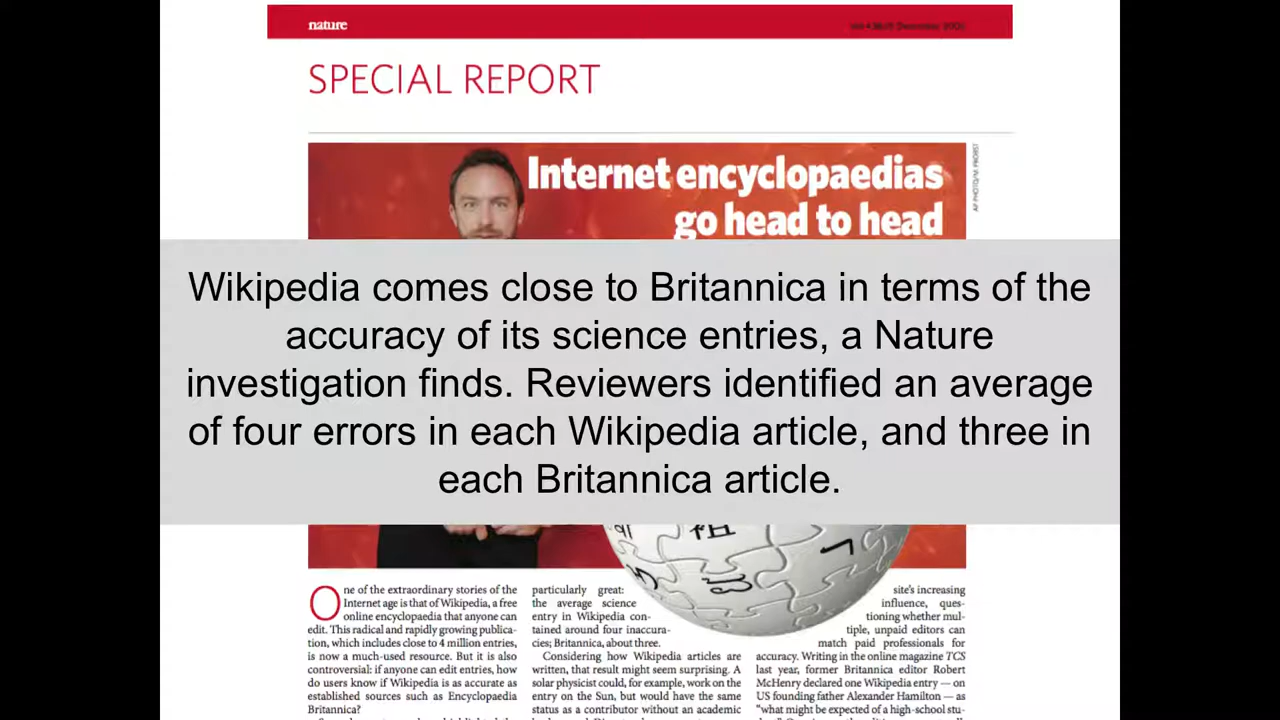 nature
SPECIAL REPORT
Internet encyclopaedias
go head to head
AP PHOTO/M. PROBST
Wikipedia comes close to Britannica in terms of the
accuracy of its science entries, a Nature
investigation finds. Reviewers identified an average
of four errors in each Wikipedia article, and three in
each Britannica article.
祖
One of the extraordinary stories of the
Internet age is that of Wikipedia, a free
online encyclopaedia that anyone can
edit. This radical and rapidly growing publica-
tion, which includes close to 4 million entries,
is now a much-used resource. But it is also
controversial: if anyone can edit entries, how
do users know if Wikipedia is as accurate as
established sources such as Encyclopaedia
Britannica?
particularly great:
the average science
entry in Wikipedia con-
tained around four inaccura-
cies; Britannica, about three.
Considering how Wikipedia articles are
written, that result might seem surprising. A
solar physicist could, for example, work on the
entry on the Sun, but would have the same
status as a contributor without an academic
site's increasing
influence, ques-
tioning whether mul-
tiple, unpaid editors can
match paid professionals for
accuracy. Writing in the online magazine TCS
last year, former Britannica editor Robert
McHenry declared one Wikipedia entry — on
US founding father Alexander Hamilton — as
"what might be expected of a high-school stu-